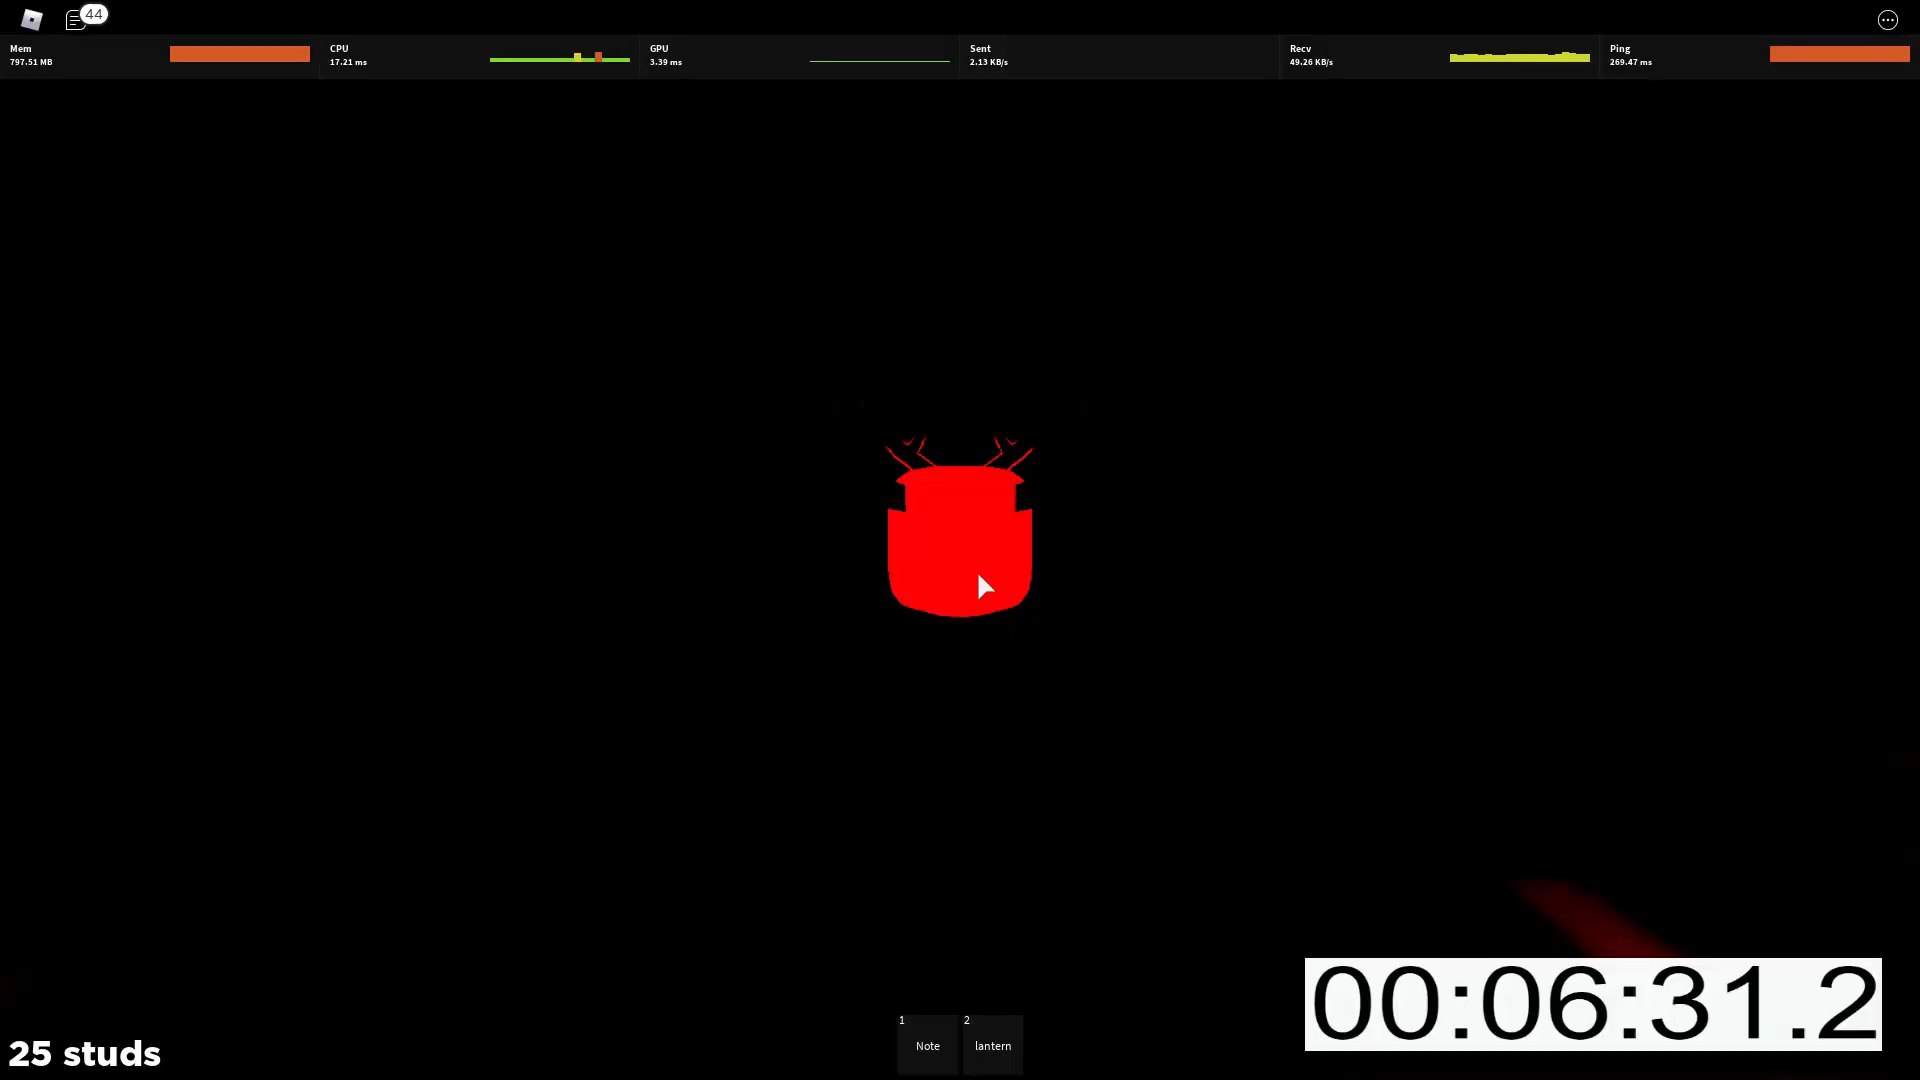 44
Mem
797.51 MB
CPU
17.21 ms
GPU
3.39 ms
Sent
2.13 KB/s
Recv
49.26 KB/s
Ping
269.47 ms
00:06:31.2
25 studs
1
Note
2
lantern